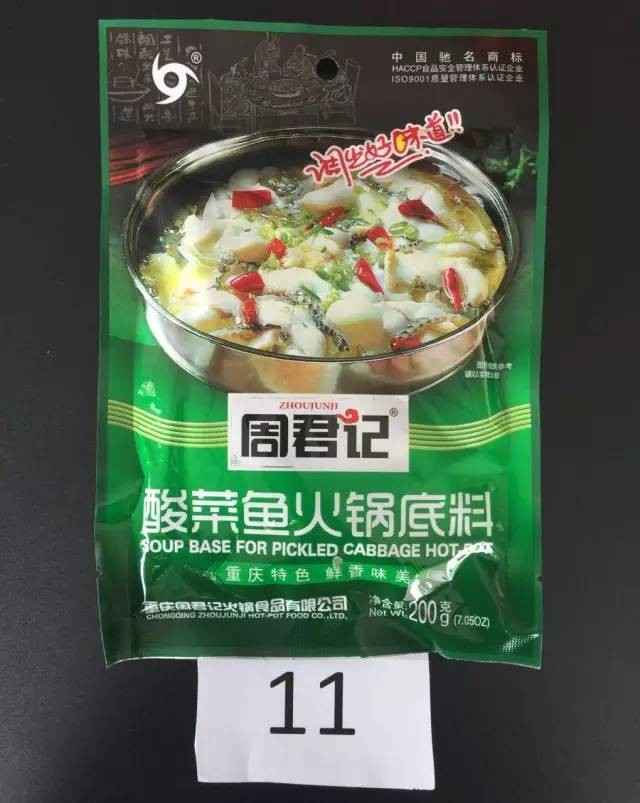 ®
中国驰名商标
HACCP食品安全管理体系认证企业
ISO9001质量管理体系认证企业
调出好味道!!
ZHOUJUNJI
周君记®
酸菜鱼火锅底料
SOUP BASE FOR PICKLED CABBAGE HOT POT
重庆特色 鲜香味美
重庆周君记火锅食品有限公司
CHONGQING ZHOUJUNJI HOT-POT FOOD CO.,LTD.
净含量: 200克
Net Wt. 200g (7.05OZ)
11